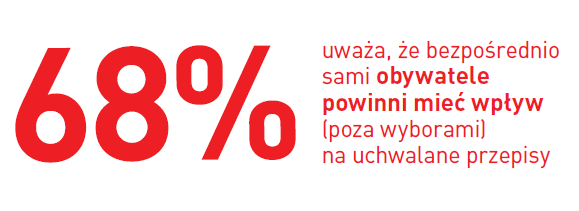 68%
uważa, że bezpośrednio
sami obywatele
powinni mieć wpływ
(poza wyborami)
na uchwalane przepisy